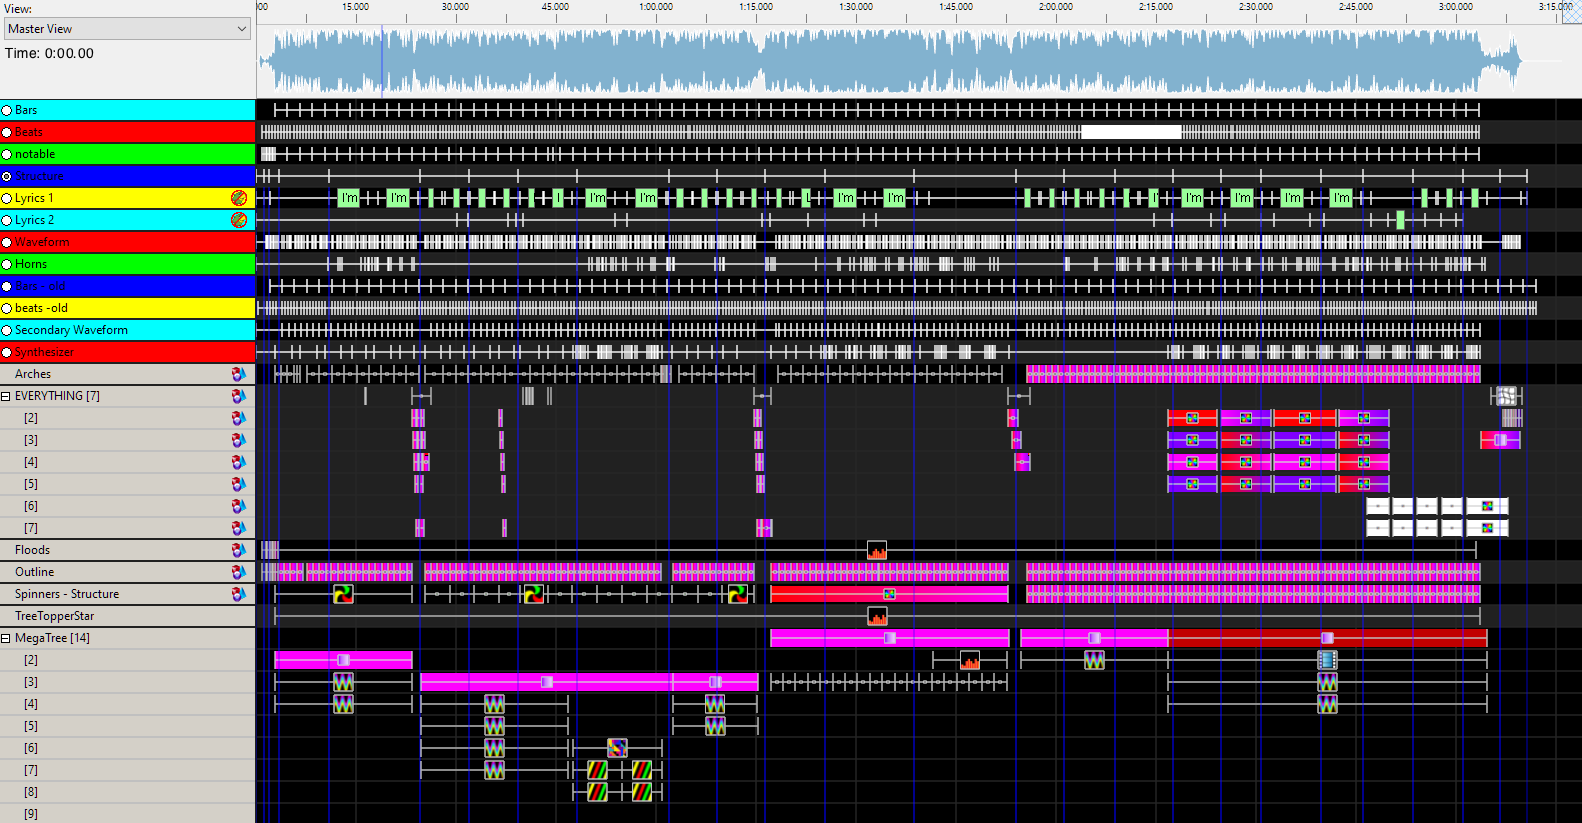 View:
:00 15.000 30.000 45.000 1:00.000 1:15.000 1:30.000 1:45.000 2:00.000 2:15.000 2:30.000 2:45.000 3:00.000 3:15.000
Master View
Time: 0:00.00
Bars
Beats
notable
Structure
Lyrics 1 I'm I'm I I'm I'm L I'm I'm I I'm I'm I'm I'm
Lyrics 2
Waveform
Horns
Bars - old
beats -old
Secondary Waveform
Synthesizer
Arches
EVERYTHING [7]
[2]
[3]
[4]
[5]
[6]
[7]
Floods
Outline
Spinners - Structure
TreeTopperStar
MegaTree [14]
[2]
[3]
[4]
[5]
[6]
[7]
[8]
[9]